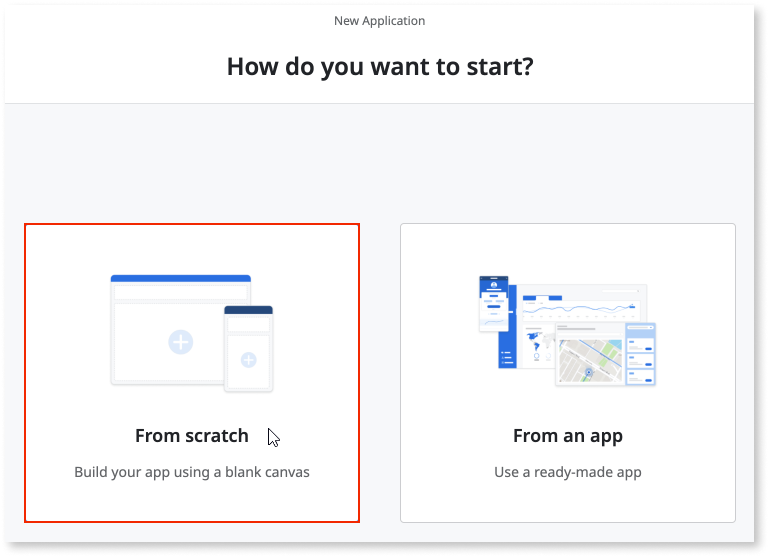 New Application
How do you want to start?
From scratch
Build your app using a blank canvas
From an app
Use a ready-made app